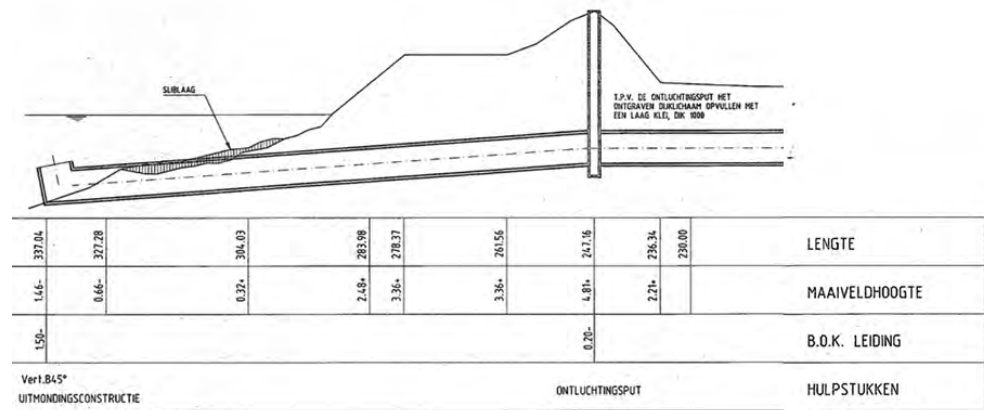 SLIBLAAG
T.P.V. DE ONTLUCHTINGSPUT HET
ONTGRAVEN DIJKLICHAAM OPVULLEN MET
EEN LAAG KLEI, DIK 1000
337.04 327.28 304.03 283.98 278.37 261.56 247.16 236.34 230.00 LENGTE
1.46- 0.66- 0.32+ 2.48+ 3.36+ 3.36+ 4.81+ 2.21+ MAAIVELDHOOGTE
1.50- 0.20- B.O.K. LEIDING
Vert.B45°
UITMONDINGSCONSTRUCTIE ONTLUCHTINGSPUT HULPSTUKKEN